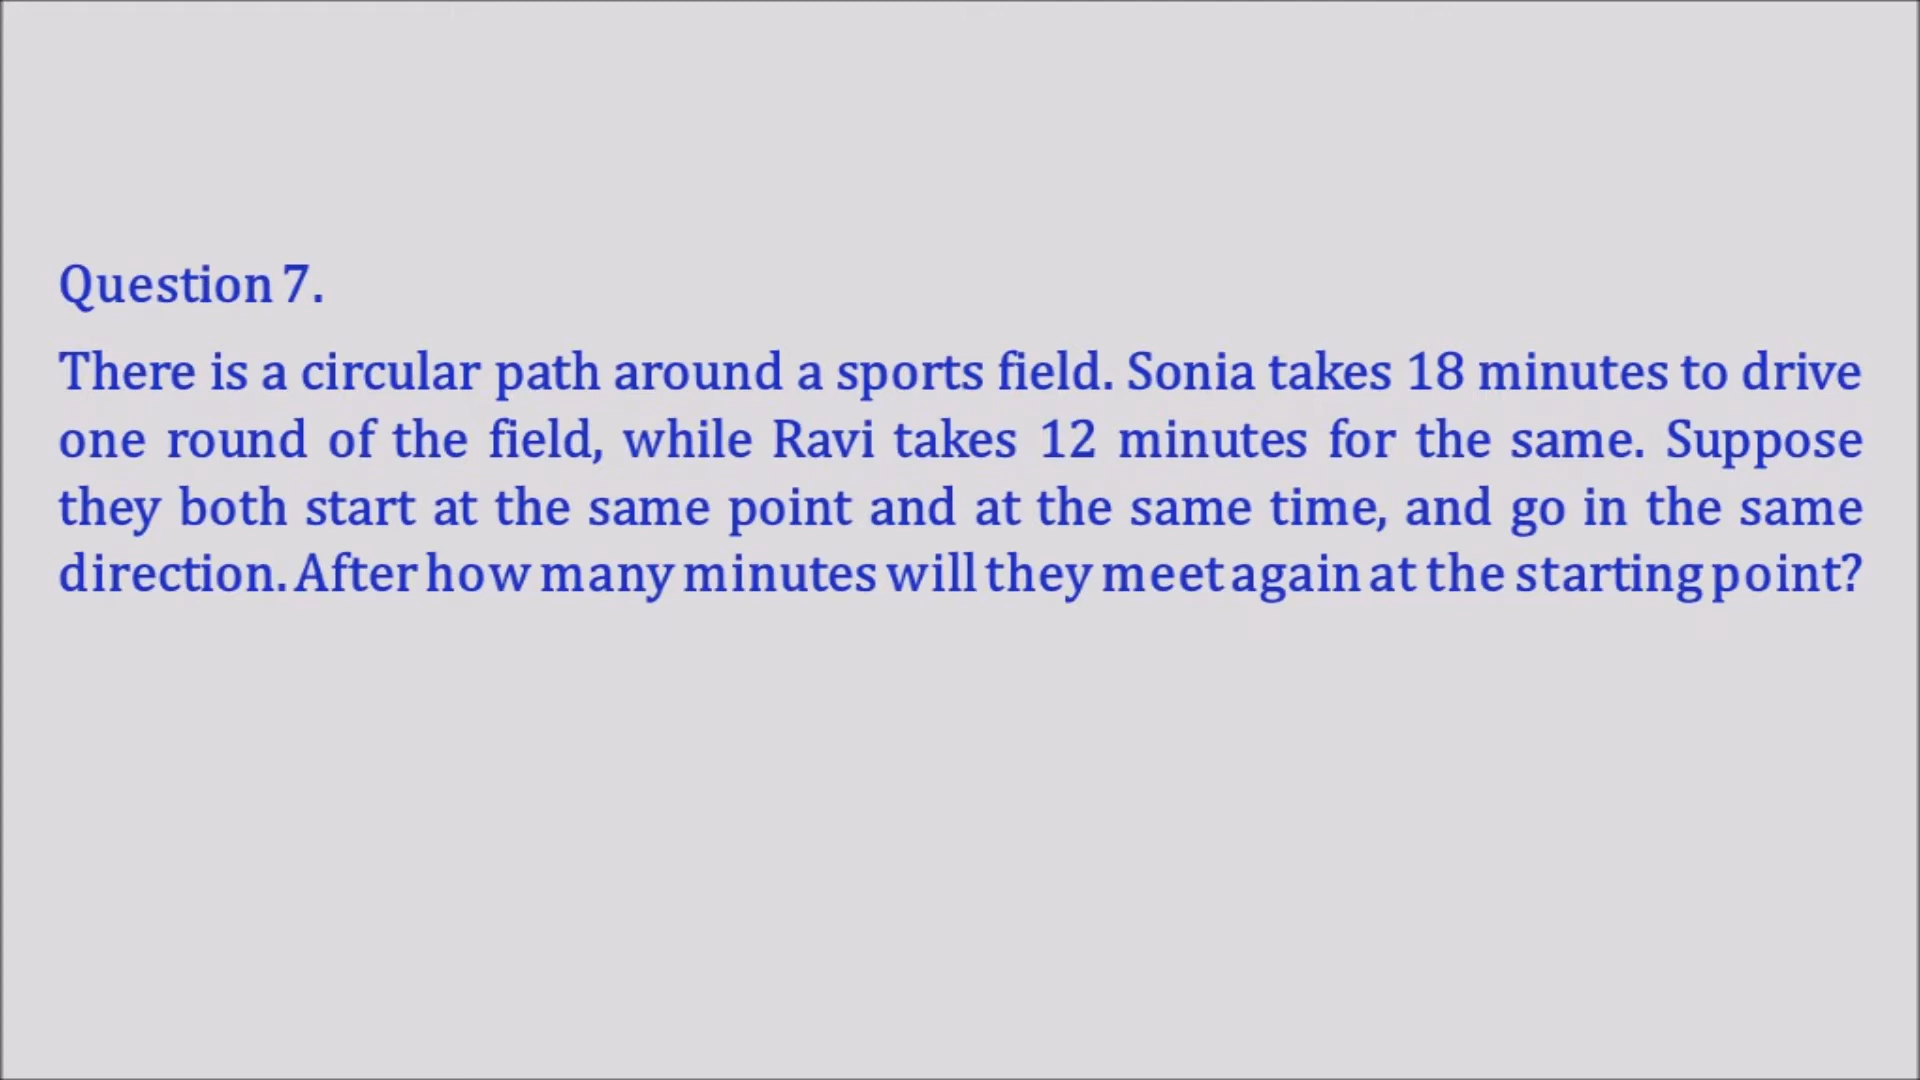 Question 7.
There is a circular path around a sports field. Sonia takes 18 minutes to drive
one round of the field, while Ravi takes 12 minutes for the same. Suppose
they both start at the same point and at the same time, and go in the same
direction. After how many minutes will they meet again at the starting point?